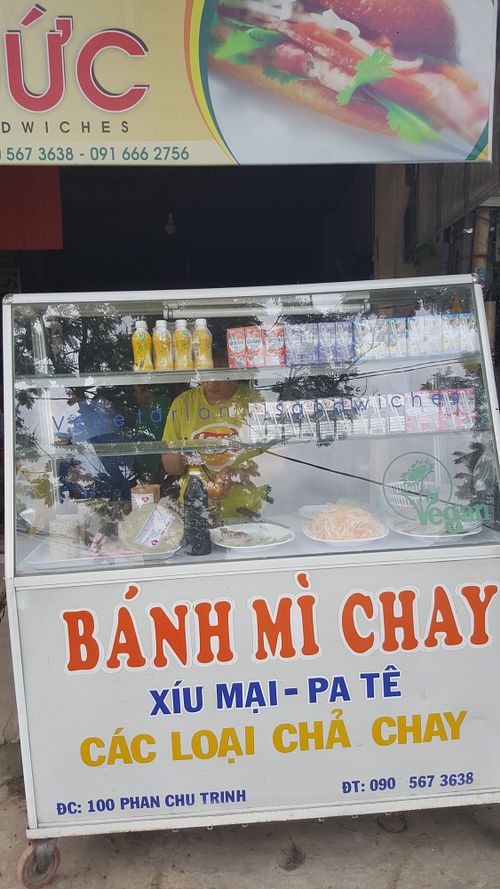 ỨC
DWICHES
0 567 3638 - 091 666 2756
Vegetarian sandwiches
Vegan
BÁNH MÌ CHAY
XÍU MẠI - PA TÊ
CÁC LOẠI CHẢ CHAY
ĐC: 100 PHAN CHU TRINH
ĐT: 090 567 3638